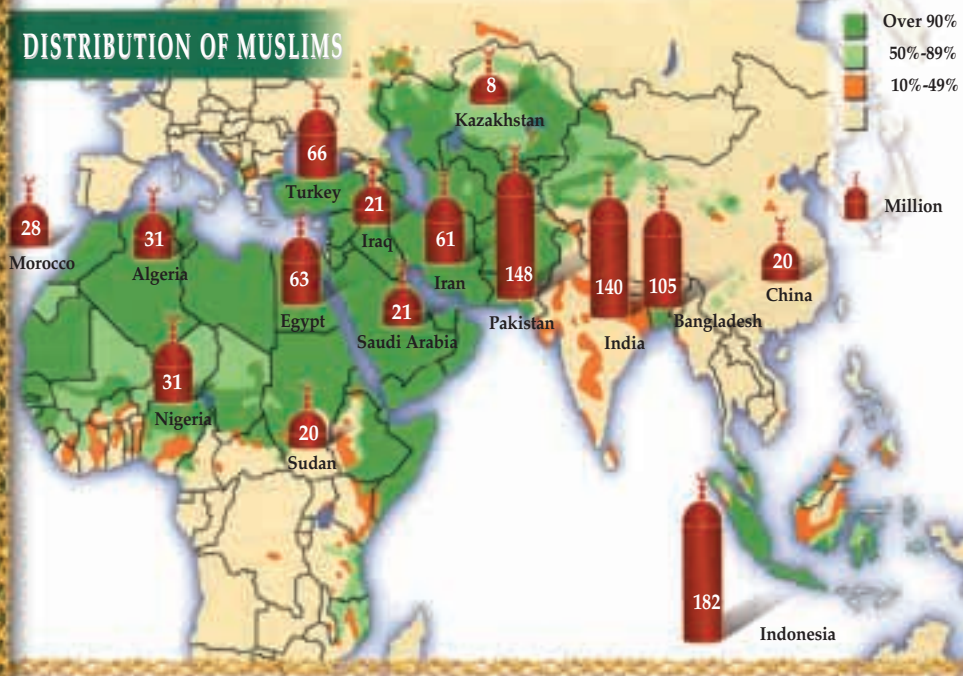 DISTRIBUTION OF MUSLIMS
Over 90%
50%-89%
10%-49%
Million
8
Kazakhstan
66
Turkey
21
Iraq
61
Iran
148
Pakistan
140
India
105
Bangladesh
20
China
28
Morocco
31
Algeria
63
Egypt
21
Saudi Arabia
31
Nigeria
20
Sudan
182
Indonesia